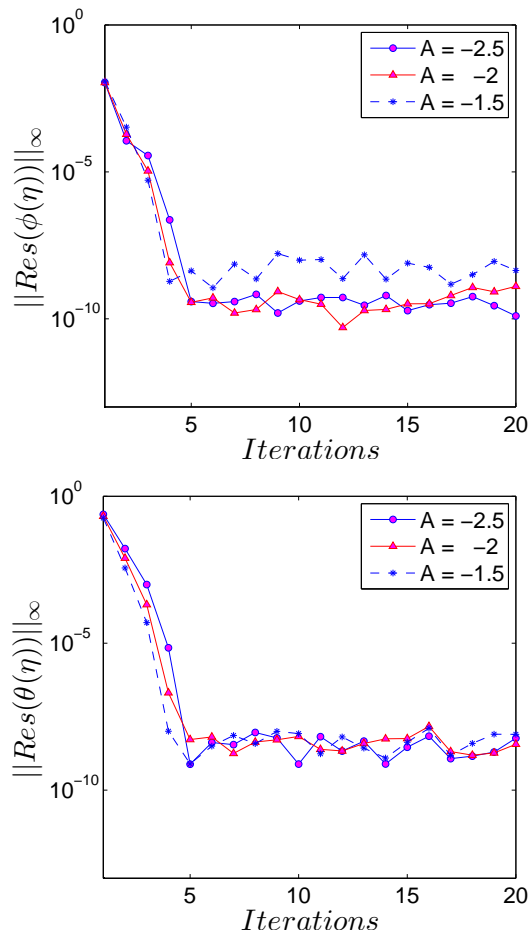 10^0
A = −2.5
A = −2
A = −1.5
10^−5
10^−10
||Res(ϕ(η))||∞
5 10 15 20
Iterations
10^0
A = −2.5
A = −2
A = −1.5
10^−5
10^−10
||Res(θ(η))||∞
5 10 15 20
Iterations